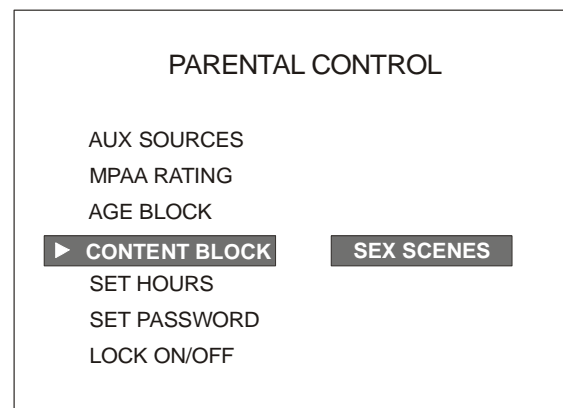 PARENTAL CONTROL
AUX SOURCES
MPAA RATING
AGE BLOCK
CONTENT BLOCK SEX SCENES
SET HOURS
SET PASSWORD
LOCK ON/OFF